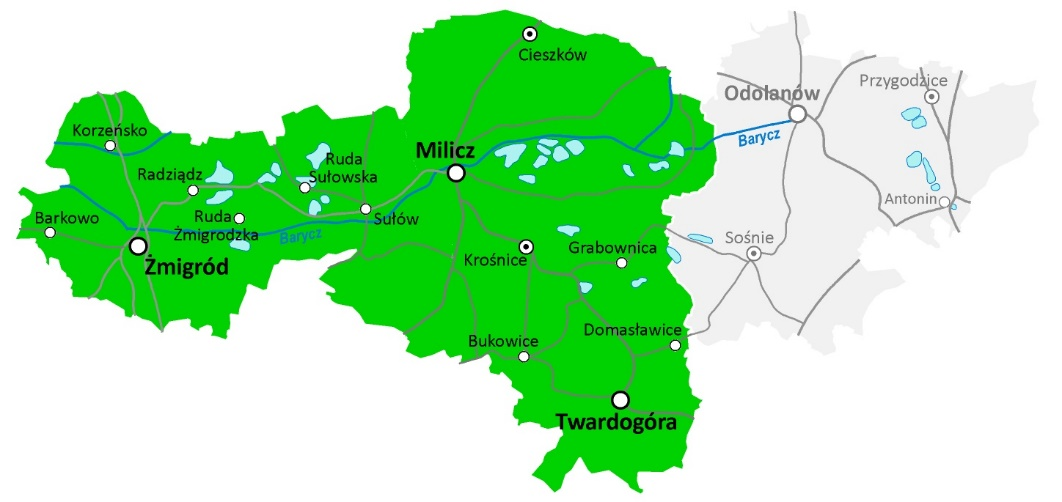 Cieszków
Przygodzice
Odolanów
Korzeńsko
Barycz
Milicz
Ruda
Sułowska
Radziądz
Antonin
Barkowo
Ruda
Żmigrodzka
Sułów
Barycz
Sośnie
Grabownica
Krośnice
Żmigród
Domasławice
Bukowice
Twardogóra